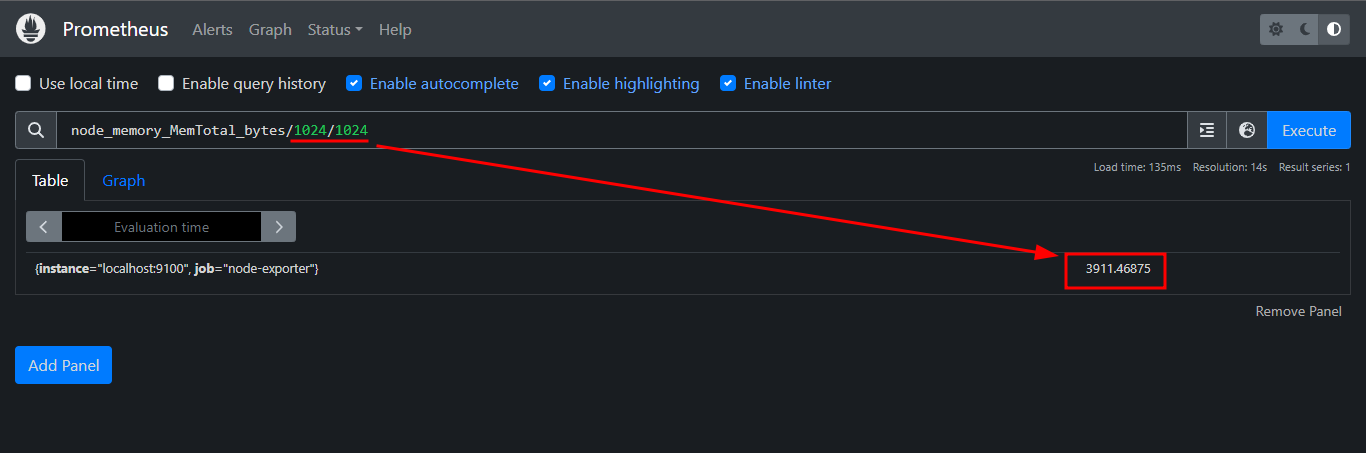 Prometheus Alerts Graph Status Help
Use local time Enable query history Enable autocomplete Enable highlighting Enable linter
node_memory_MemTotal_bytes/1024/1024 Execute
Load time: 135ms Resolution: 14s Result series: 1
Table Graph
Evaluation time
{instance="localhost:9100", job="node-exporter"} 3911.46875
Remove Panel
Add Panel